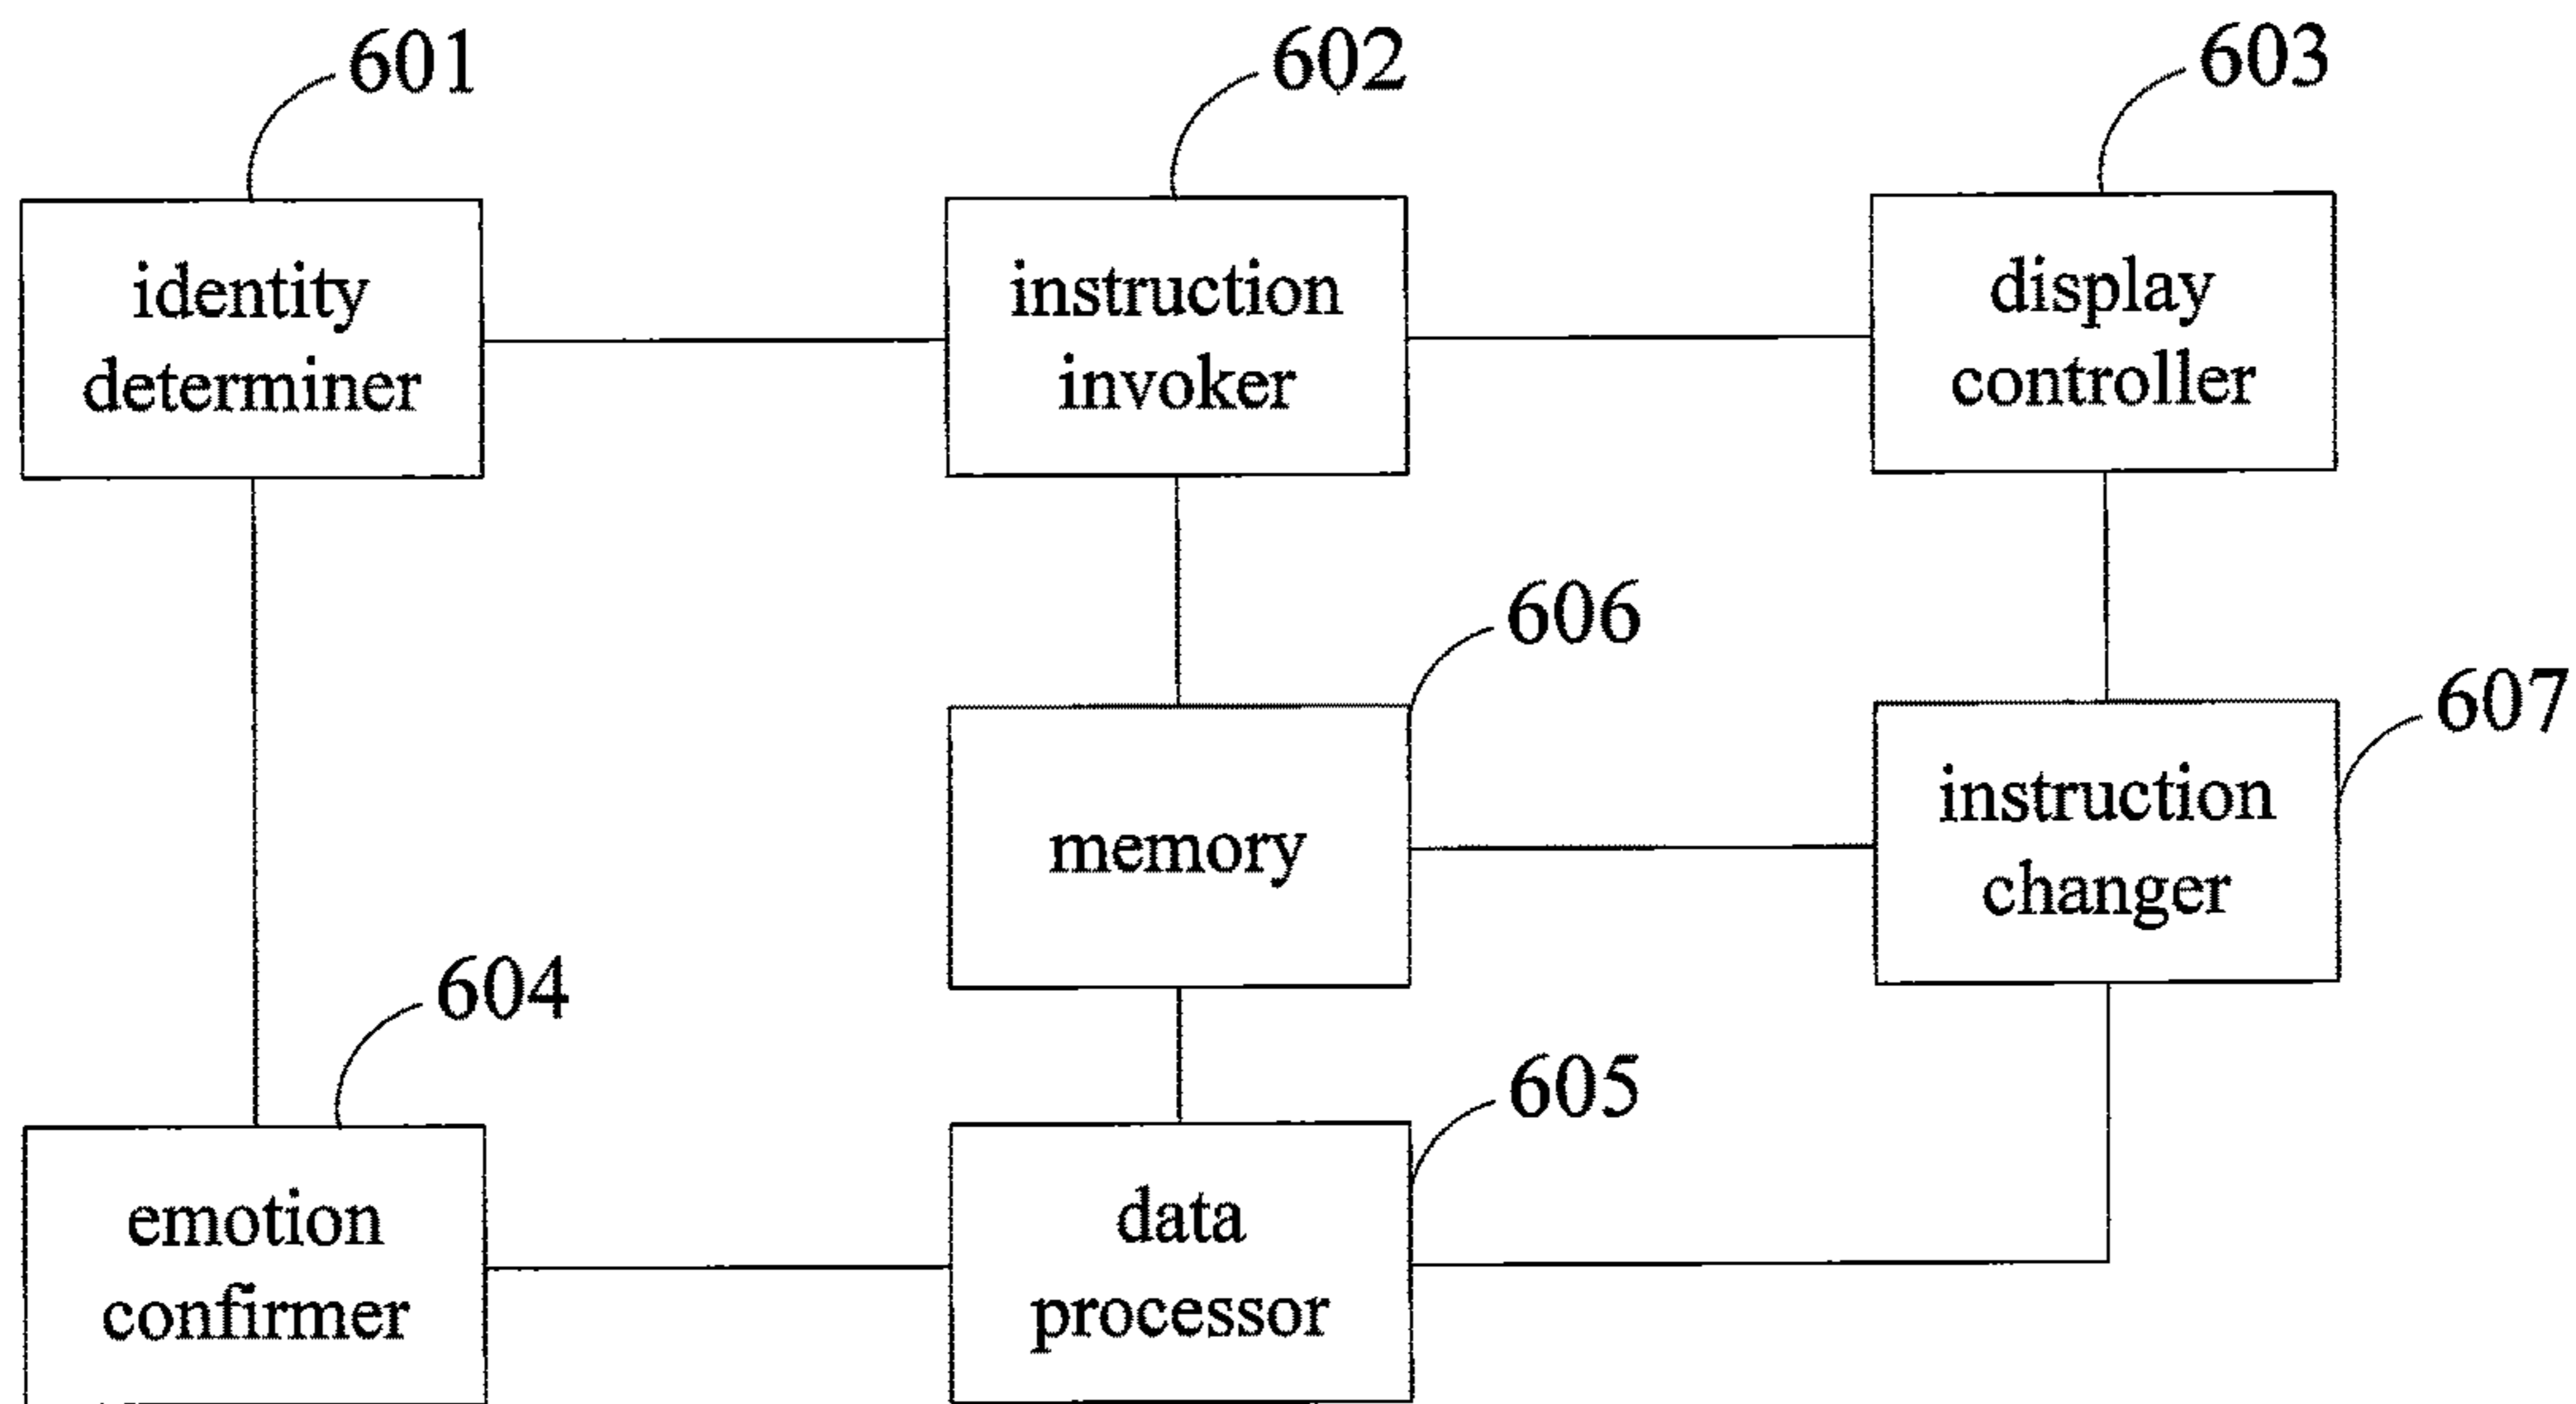 601
602
603
identity
determiner
instruction
invoker
display
controller
606
607
memory
instruction
changer
604
605
emotion
confirmer
data
processor